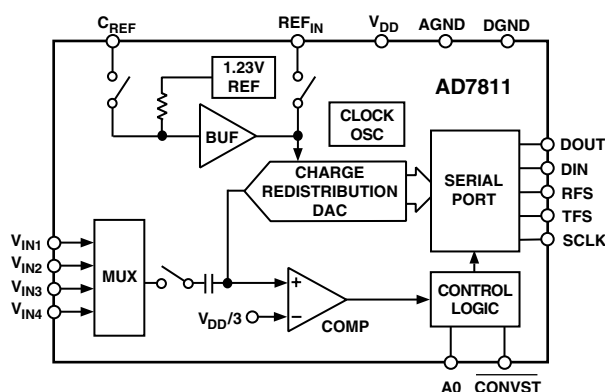 CREF
REFIN
VDD
AGND
DGND
1.23V
REF
AD7811
CLOCK
OSC
BUF
CHARGE
REDISTRIBUTION
DAC
SERIAL
PORT
DOUT
DIN
RFS
TFS
SCLK
VIN1
VIN2
VIN3
VIN4
MUX
+
−
VDD/3
COMP
CONTROL
LOGIC
A0
CONVST